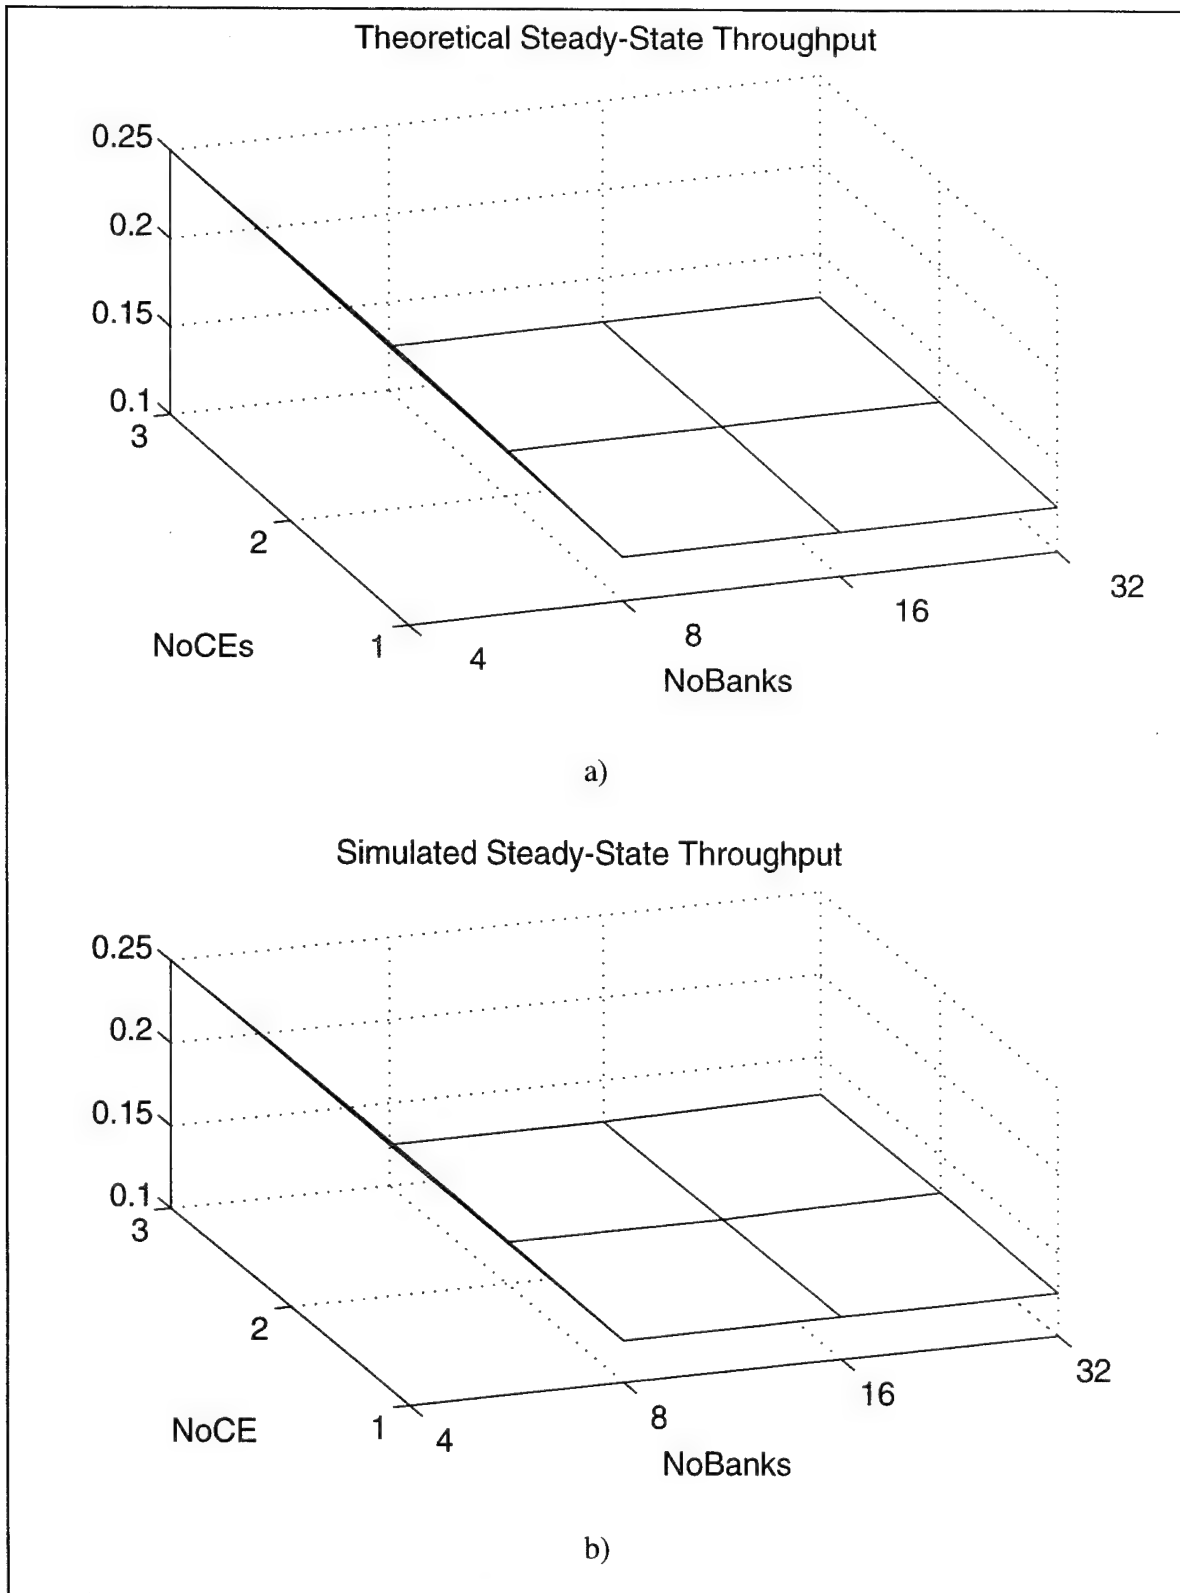 Theoretical Steady-State Throughput
0.25
0.2
0.15
0.1
3
2
1
NoCEs
4
8
16
32
NoBanks
a)
Simulated Steady-State Throughput
0.25
0.2
0.15
0.1
3
2
1
NoCE
4
8
16
32
NoBanks
b)